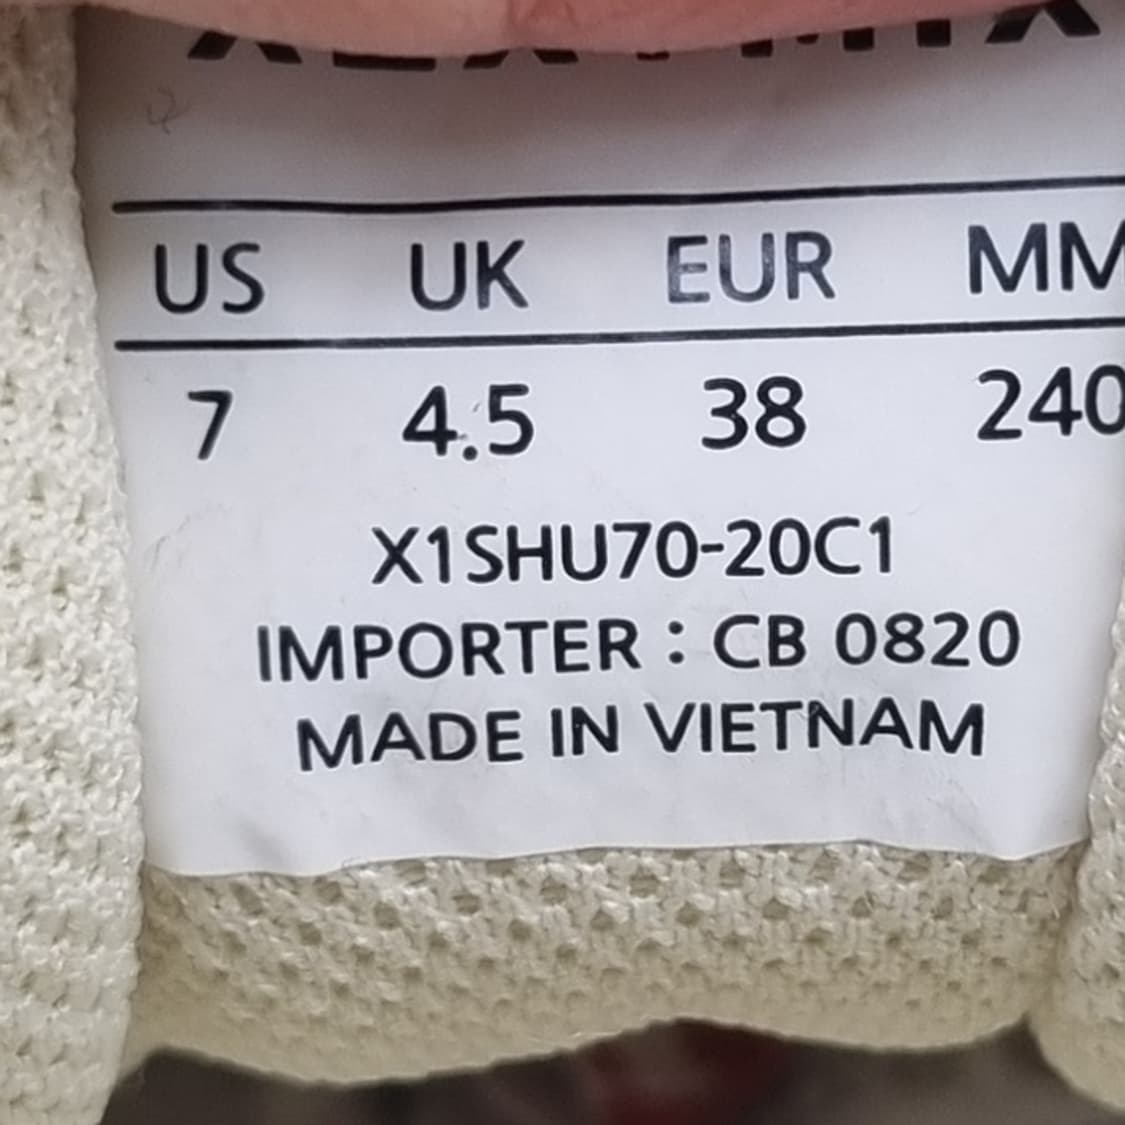 US UK EUR MM
7 4.5 38 240
X1SHU70-20C1
IMPORTER : CB 0820
MADE IN VIETNAM